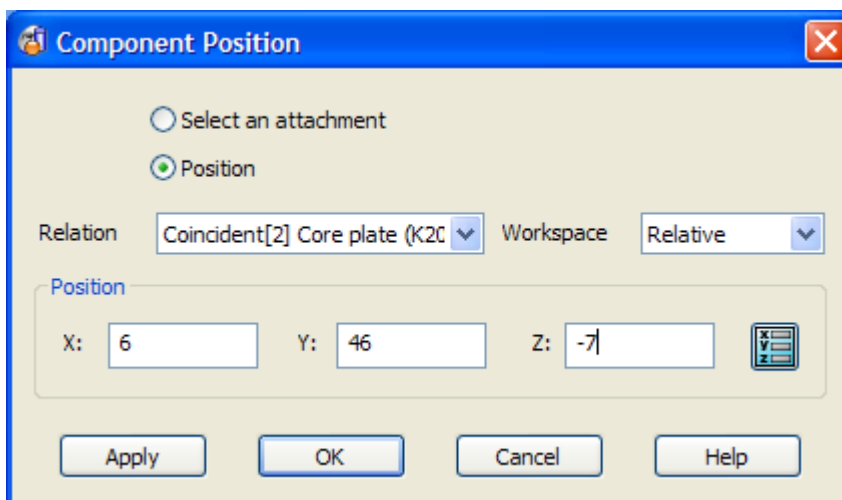 Component Position
Select an attachment
Position
Relation Coincident[2] Core plate (K20 Workspace Relative
Position
X: 6 Y: 46 Z: -7
Apply OK Cancel Help